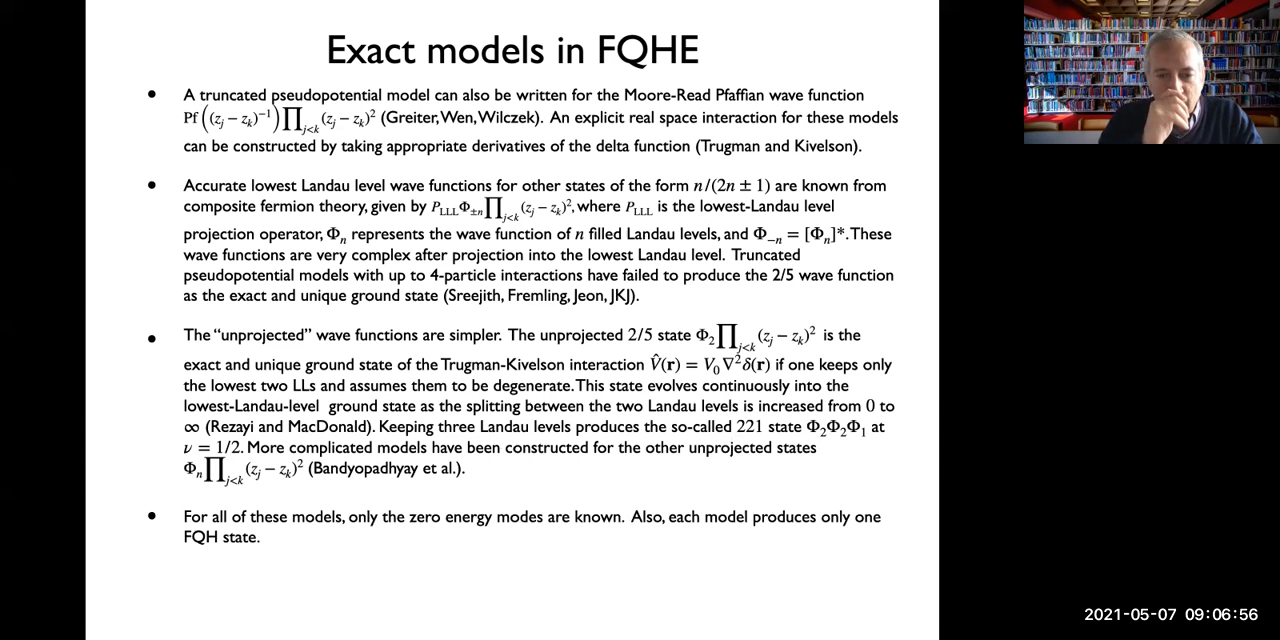 Exact models in FQHE
• A truncated pseudopotential model can also be written for the Moore-Read Pfaffian wave function
Pf((z_j − z_k)^{−1})∏_{j<k}(z_j − z_k)^2 (Greiter, Wen, Wilczek). An explicit real space interaction for these models
can be constructed by taking appropriate derivatives of the delta function (Trugman and Kivelson).
• Accurate lowest Landau level wave functions for other states of the form n/(2n ± 1) are known from
composite fermion theory, given by P_LLL Φ_{±n}∏_{j<k}(z_j − z_k)^2, where P_LLL is the lowest-Landau level
projection operator, Φ_n represents the wave function of n filled Landau levels, and Φ_{−n} = [Φ_n]*. These
wave functions are very complex after projection into the lowest Landau level. Truncated
pseudopotential models with up to 4-particle interactions have failed to produce the 2/5 wave function
as the exact and unique ground state (Sreejith, Fremling, Jeon, JKJ).
• The “unprojected” wave functions are simpler. The unprojected 2/5 state Φ_2∏_{j<k}(z_j − z_k)^2 is the
exact and unique ground state of the Trugman-Kivelson interaction V̂(r) = V_0∇^2δ(r) if one keeps only
the lowest two LLs and assumes them to be degenerate. This state evolves continuously into the
lowest-Landau-level ground state as the splitting between the two Landau levels is increased from 0 to
∞ (Rezayi and MacDonald). Keeping three Landau levels produces the so-called 221 state Φ_2Φ_2Φ_1 at
ν = 1/2. More complicated models have been constructed for the other unprojected states
Φ_n∏_{j<k}(z_j − z_k)^2 (Bandyopadhyay et al.).
• For all of these models, only the zero energy modes are known. Also, each model produces only one
FQH state.
2021-05-07 09:06:56